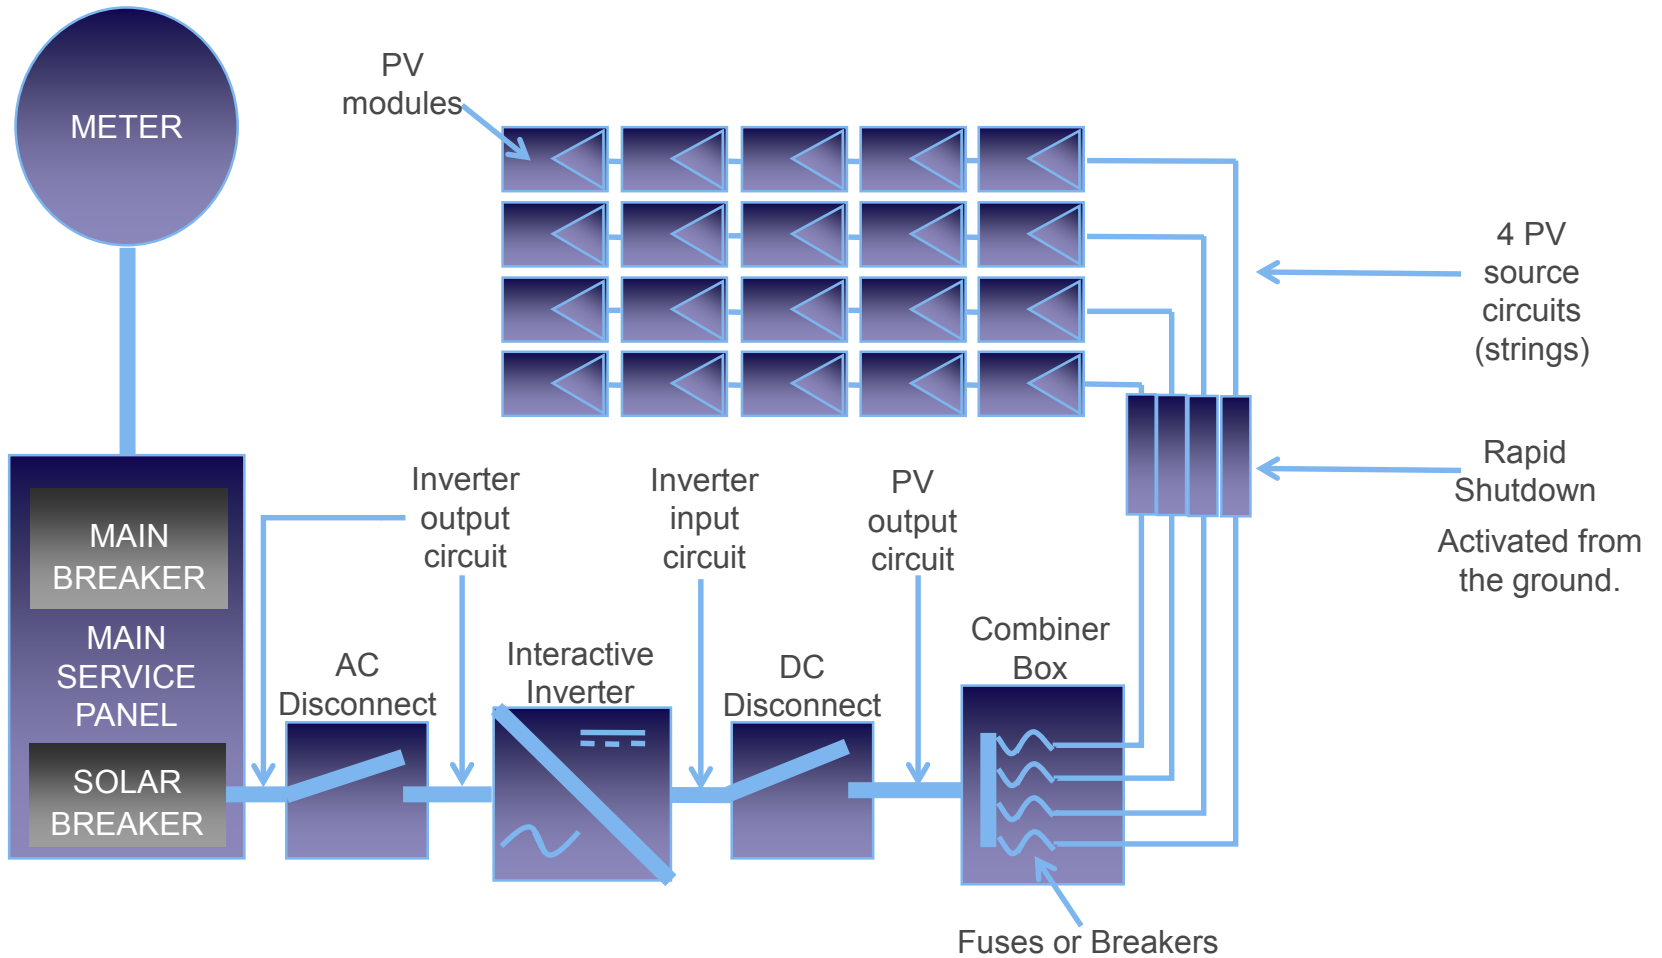 METER
PV
modules
4 PV
source
circuits
(strings)
Rapid
Shutdown
Activated from
the ground.
MAIN
BREAKER
MAIN
SERVICE
PANEL
SOLAR
BREAKER
Inverter
output
circuit
Inverter
input
circuit
PV
output
circuit
AC
Disconnect
Interactive
Inverter
DC
Disconnect
Combiner
Box
Fuses or Breakers